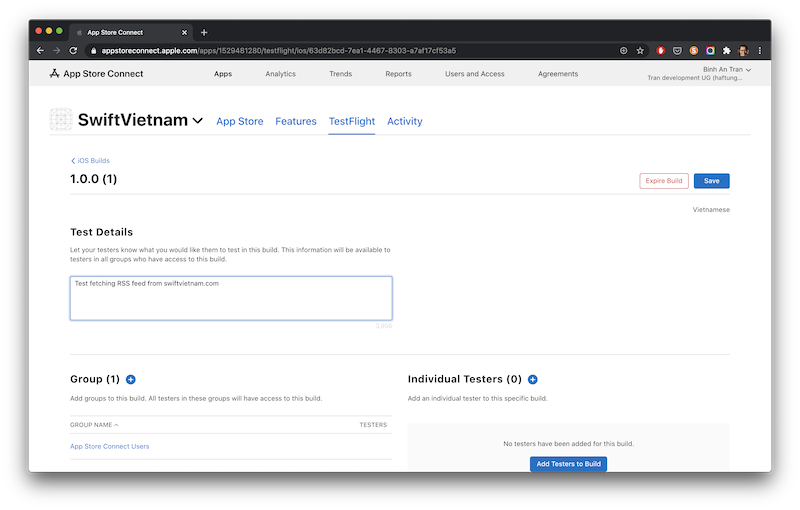 App Store Connect
appstoreconnect.apple.com/apps/1529481280/testflight/ios/63d82bcd-7ea1-4467-8303-a7af17cf53a5
App Store Connect Apps Analytics Trends Reports Users and Access Agreements Binh An Tran
Tran development UG (haftung...
SwiftVietnam App Store Features TestFlight Activity
iOS Builds
1.0.0 (1) Expire Build Save
Vietnamese
Test Details
Let your testers know what you would like them to test in this build. This information will be available to
testers in all groups who have access to this build.
Test fetching RSS feed from swiftvietnam.com
Group (1) Individual Testers (0)
Add groups to this build. All testers in these groups will have access to this build. Add an individual tester to this specific build.
GROUP NAME TESTERS
App Store Connect Users
No testers have been added for this build.
Add Testers to Build